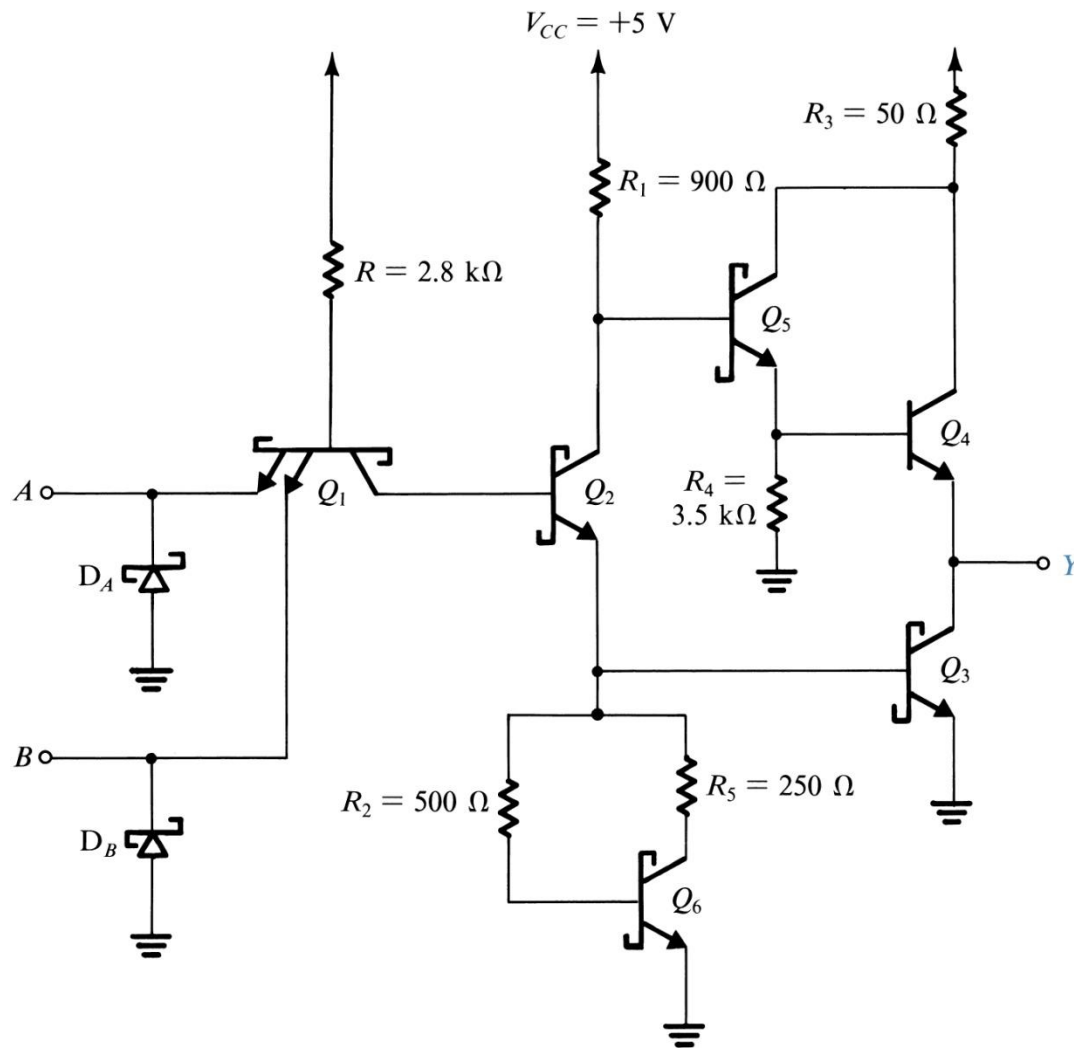 V_CC = +5 V
R_3 = 50 Ω
R_1 = 900 Ω
R = 2.8 kΩ
Q_5
Q_4
A
Q_1
Q_2
R_4 =
3.5 kΩ
D_A
Y
Q_3
B
R_2 = 500 Ω
R_5 = 250 Ω
D_B
Q_6